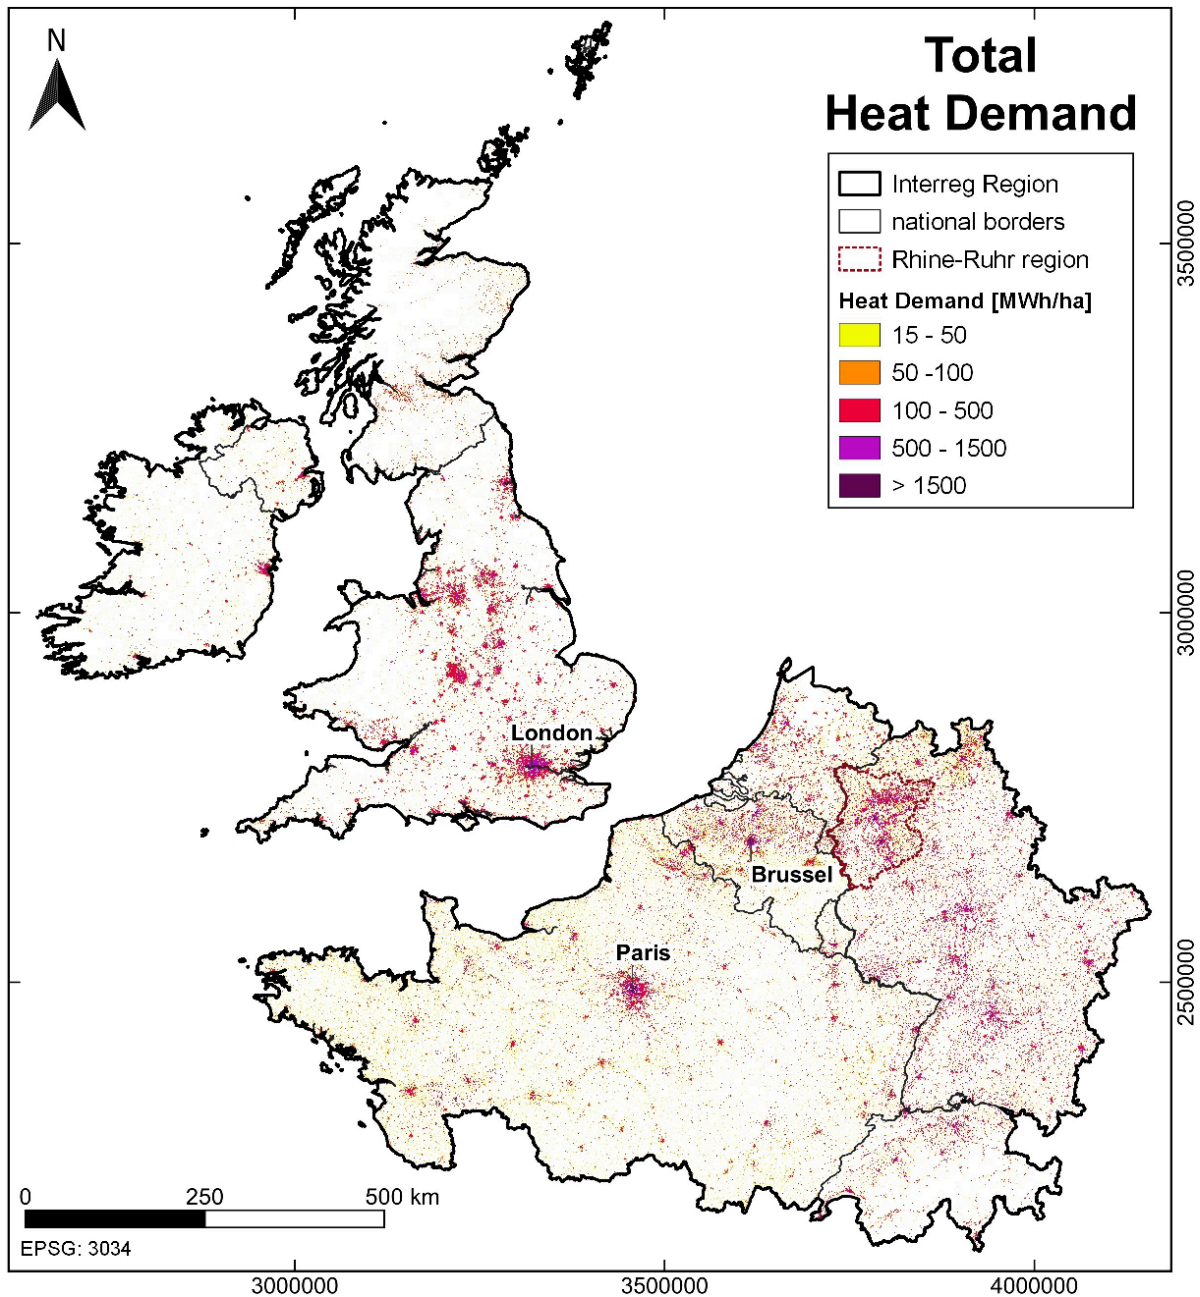 N
Total
Heat Demand
Interreg Region
national borders
Rhine-Ruhr region
Heat Demand [MWh/ha]
15 - 50
50 -100
100 - 500
500 - 1500
> 1500
3500000
3000000
2500000
London
Brussel
Paris
0 250 500 km
EPSG: 3034
3000000 3500000 4000000